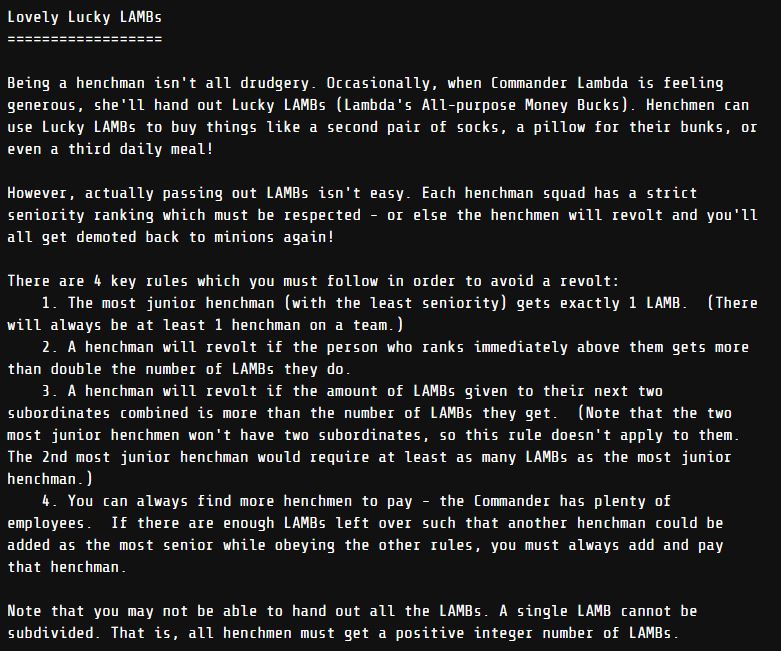 Lovely Lucky LAMBs
==================
Being a henchman isn't all drudgery. Occasionally, when Commander Lambda is feeling
generous, she'll hand out Lucky LAMBs (Lambda's All-purpose Money Bucks). Henchmen can
use Lucky LAMBs to buy things like a second pair of socks, a pillow for their bunks, or
even a third daily meal!
However, actually passing out LAMBs isn't easy. Each henchman squad has a strict
seniority ranking which must be respected - or else the henchmen will revolt and you'll
all get demoted back to minions again!
There are 4 key rules which you must follow in order to avoid a revolt:
1. The most junior henchman (with the least seniority) gets exactly 1 LAMB.  (There
will always be at least 1 henchman on a team.)
2. A henchman will revolt if the person who ranks immediately above them gets more
than double the number of LAMBs they do.
3. A henchman will revolt if the amount of LAMBs given to their next two
subordinates combined is more than the number of LAMBs they get.  (Note that the two
most junior henchmen won't have two subordinates, so this rule doesn't apply to them.
The 2nd most junior henchman would require at least as many LAMBs as the most junior
henchman.)
4. You can always find more henchmen to pay - the Commander has plenty of
employees.  If there are enough LAMBs left over such that another henchman could be
added as the most senior while obeying the other rules, you must always add and pay
that henchman.
Note that you may not be able to hand out all the LAMBs. A single LAMB cannot be
subdivided. That is, all henchmen must get a positive integer number of LAMBs.